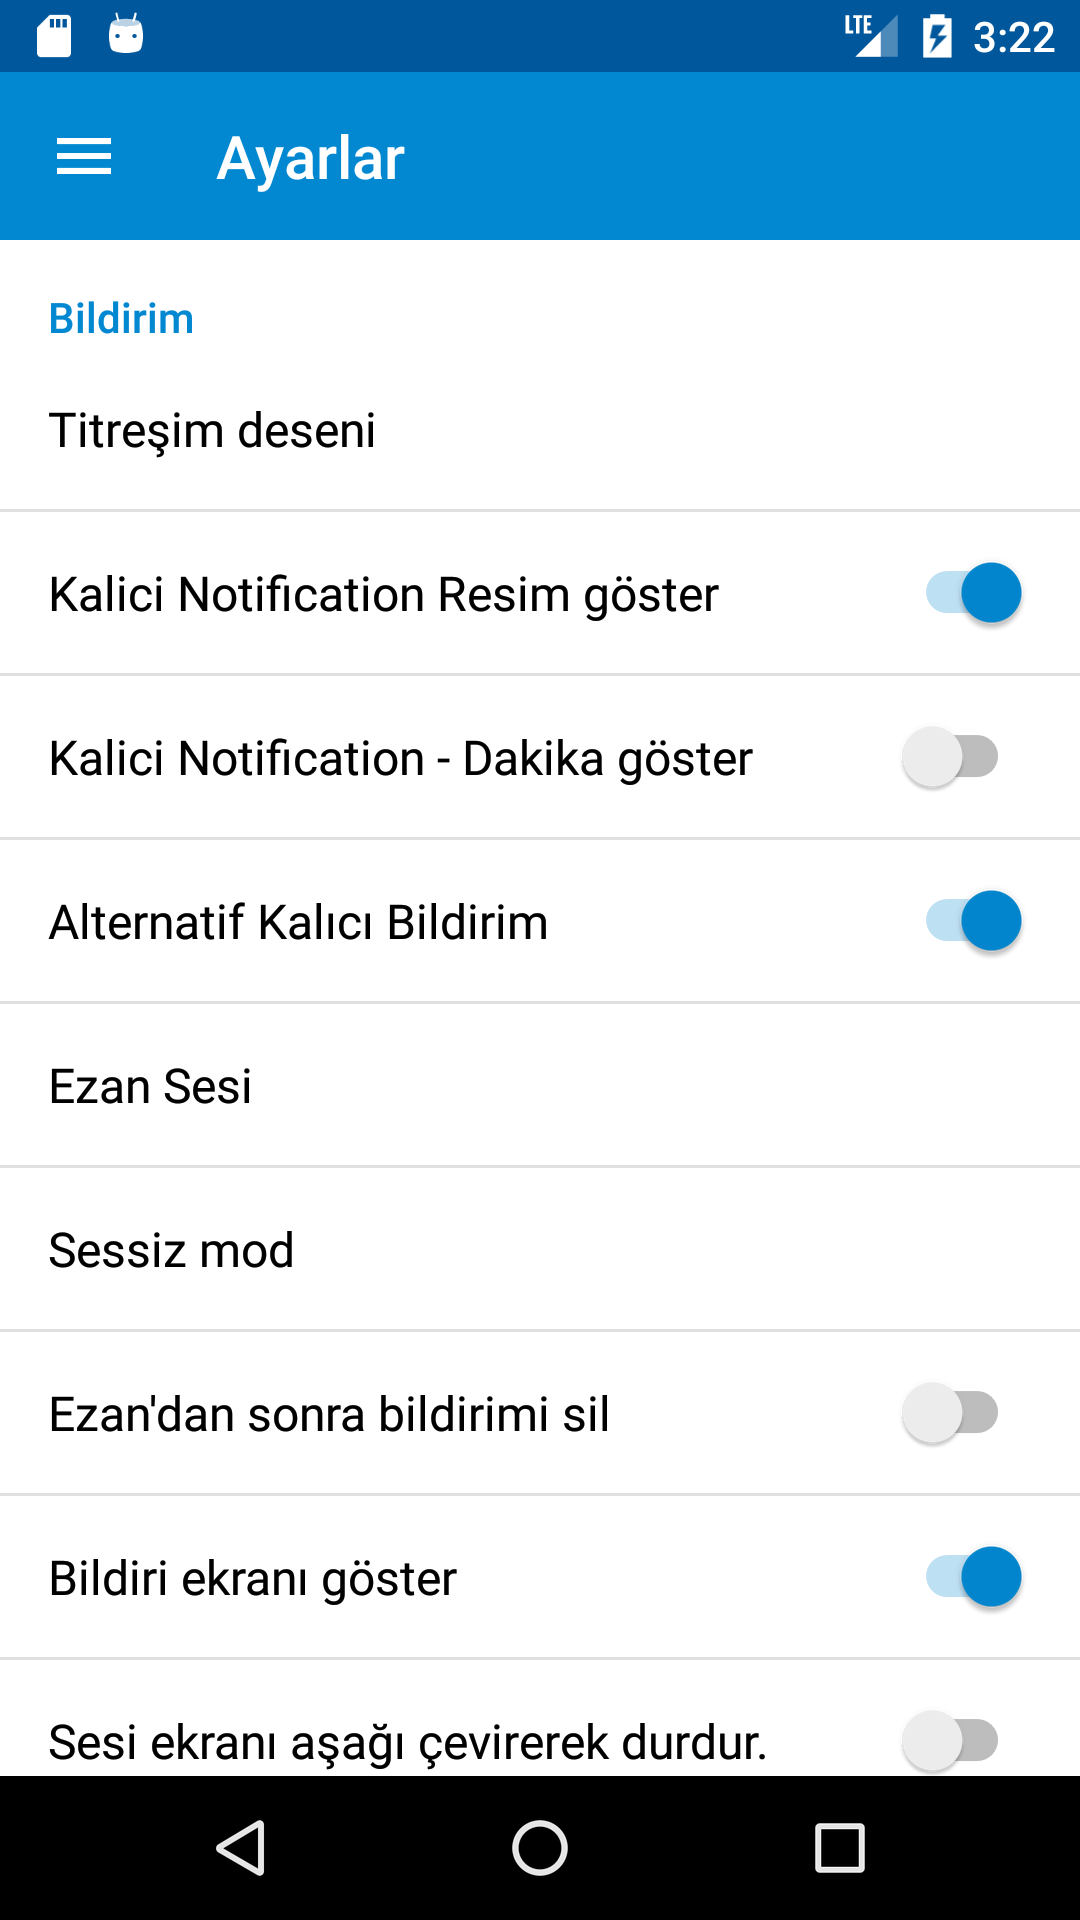 LTE 3:22
Ayarlar
Bildirim
Titreşim deseni
Kalici Notification Resim göster
Kalici Notification - Dakika göster
Alternatif Kalıcı Bildirim
Ezan Sesi
Sessiz mod
Ezan'dan sonra bildirimi sil
Bildiri ekranı göster
Sesi ekranı aşağı çevirerek durdur.